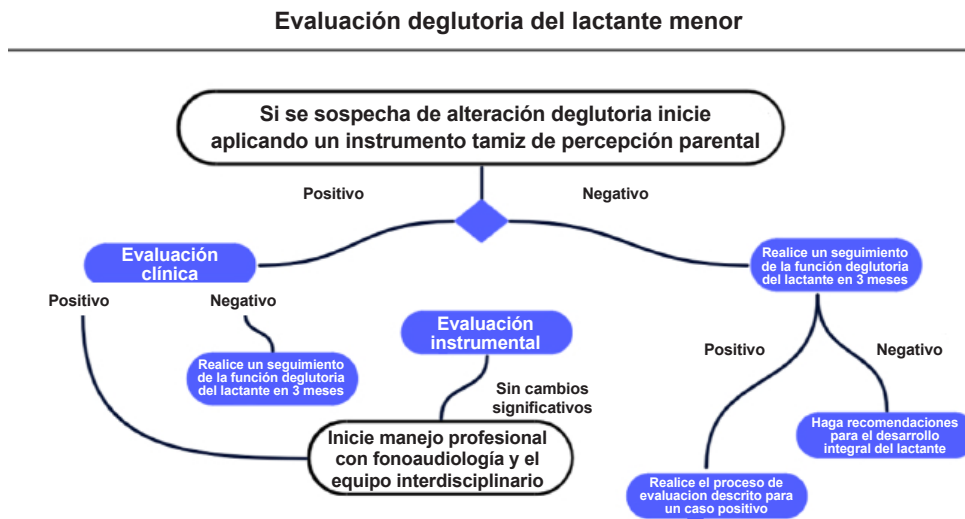 Evaluación deglutoria del lactante menor
Si se sospecha de alteración deglutoria inicie
aplicando un instrumento tamiz de percepción parental
Positivo
Negativo
Evaluación
clínica
Realice un seguimiento
de la función deglutoria
del lactante en 3 meses
Positivo
Negativo
Evaluación
instrumental
Realice un seguimiento
de la función deglutoria
del lactante en 3 meses
Positivo
Negativo
Sin cambios
significativos
Inicie manejo profesional
con fonoaudiología y el
equipo interdisciplinario
Haga recomendaciones
para el desarrollo
integral del lactante
Realice el proceso de
evaluacion descrito para
un caso positivo